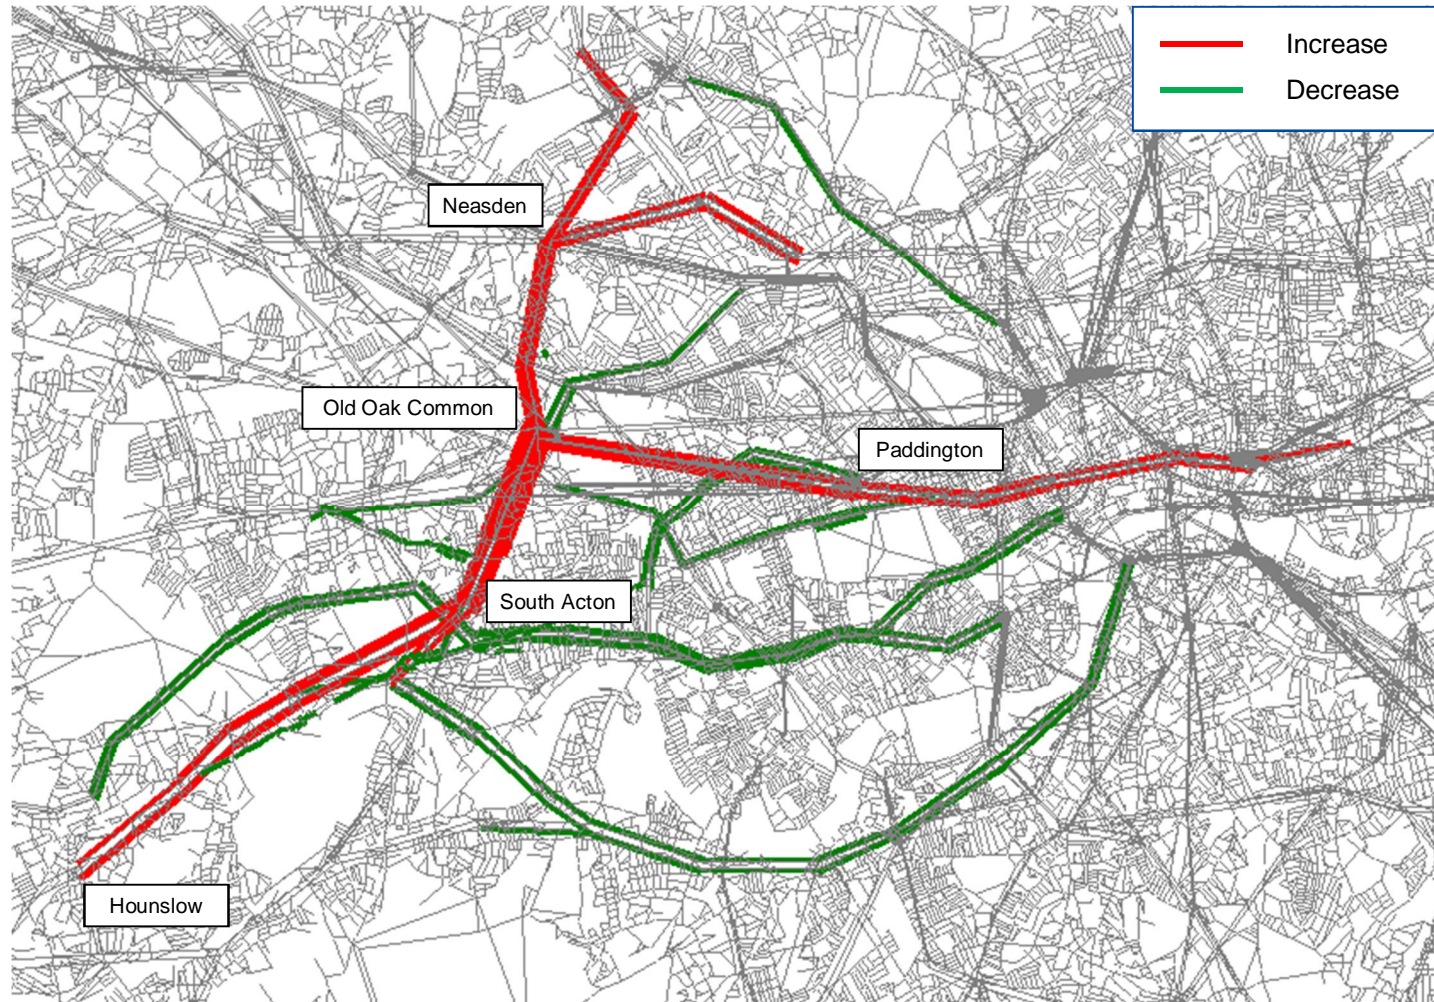 Increase
Decrease
Neasden
Old Oak Common
Paddington
South Acton
Hounslow